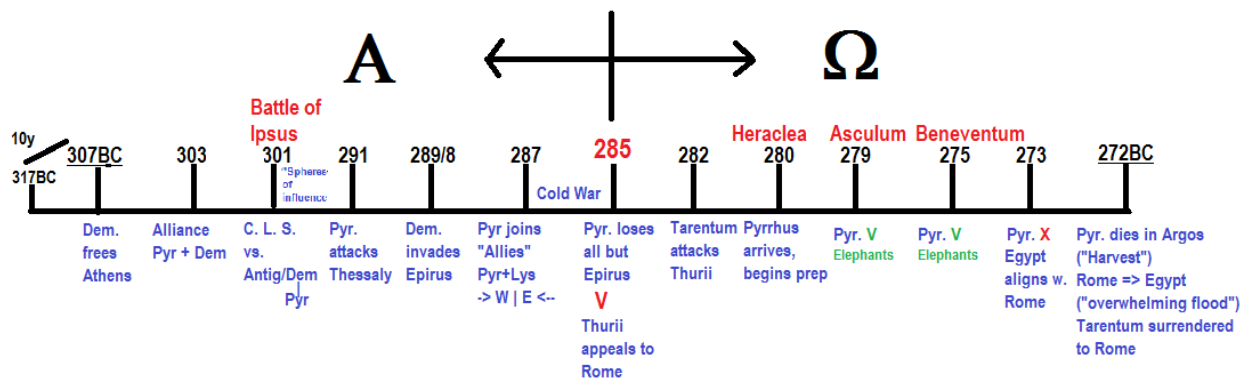 Α
Ω
Battle of
Ipsus
Heraclea
Asculum
Beneventum
10y
317BC
307BC
303
301
291
289/8
287
285
282
280
279
275
273
272BC
"Spheres-
of
influence
Cold War
Dem.
frees
Athens
Alliance
Pyr + Dem
C. L. S.
vs.
Antig/Dem
|
Pyr
Pyr.
attacks
Thessaly
Dem.
invades
Epirus
Pyr joins
"Allies"
Pyr+Lys
-> W | E <--
Pyr. loses
all but
Epirus
V
Thurii
appeals to
Rome
Tarentum
attacks
Thurii
Pyrrhus
arrives,
begins prep
Pyr. V
Elephants
Pyr. V
Elephants
Pyr. X
Egypt
aligns w.
Rome
Pyr. dies in Argos
("Harvest")
Rome => Egypt
("overwhelming flood")
Tarentum surrendered
to Rome